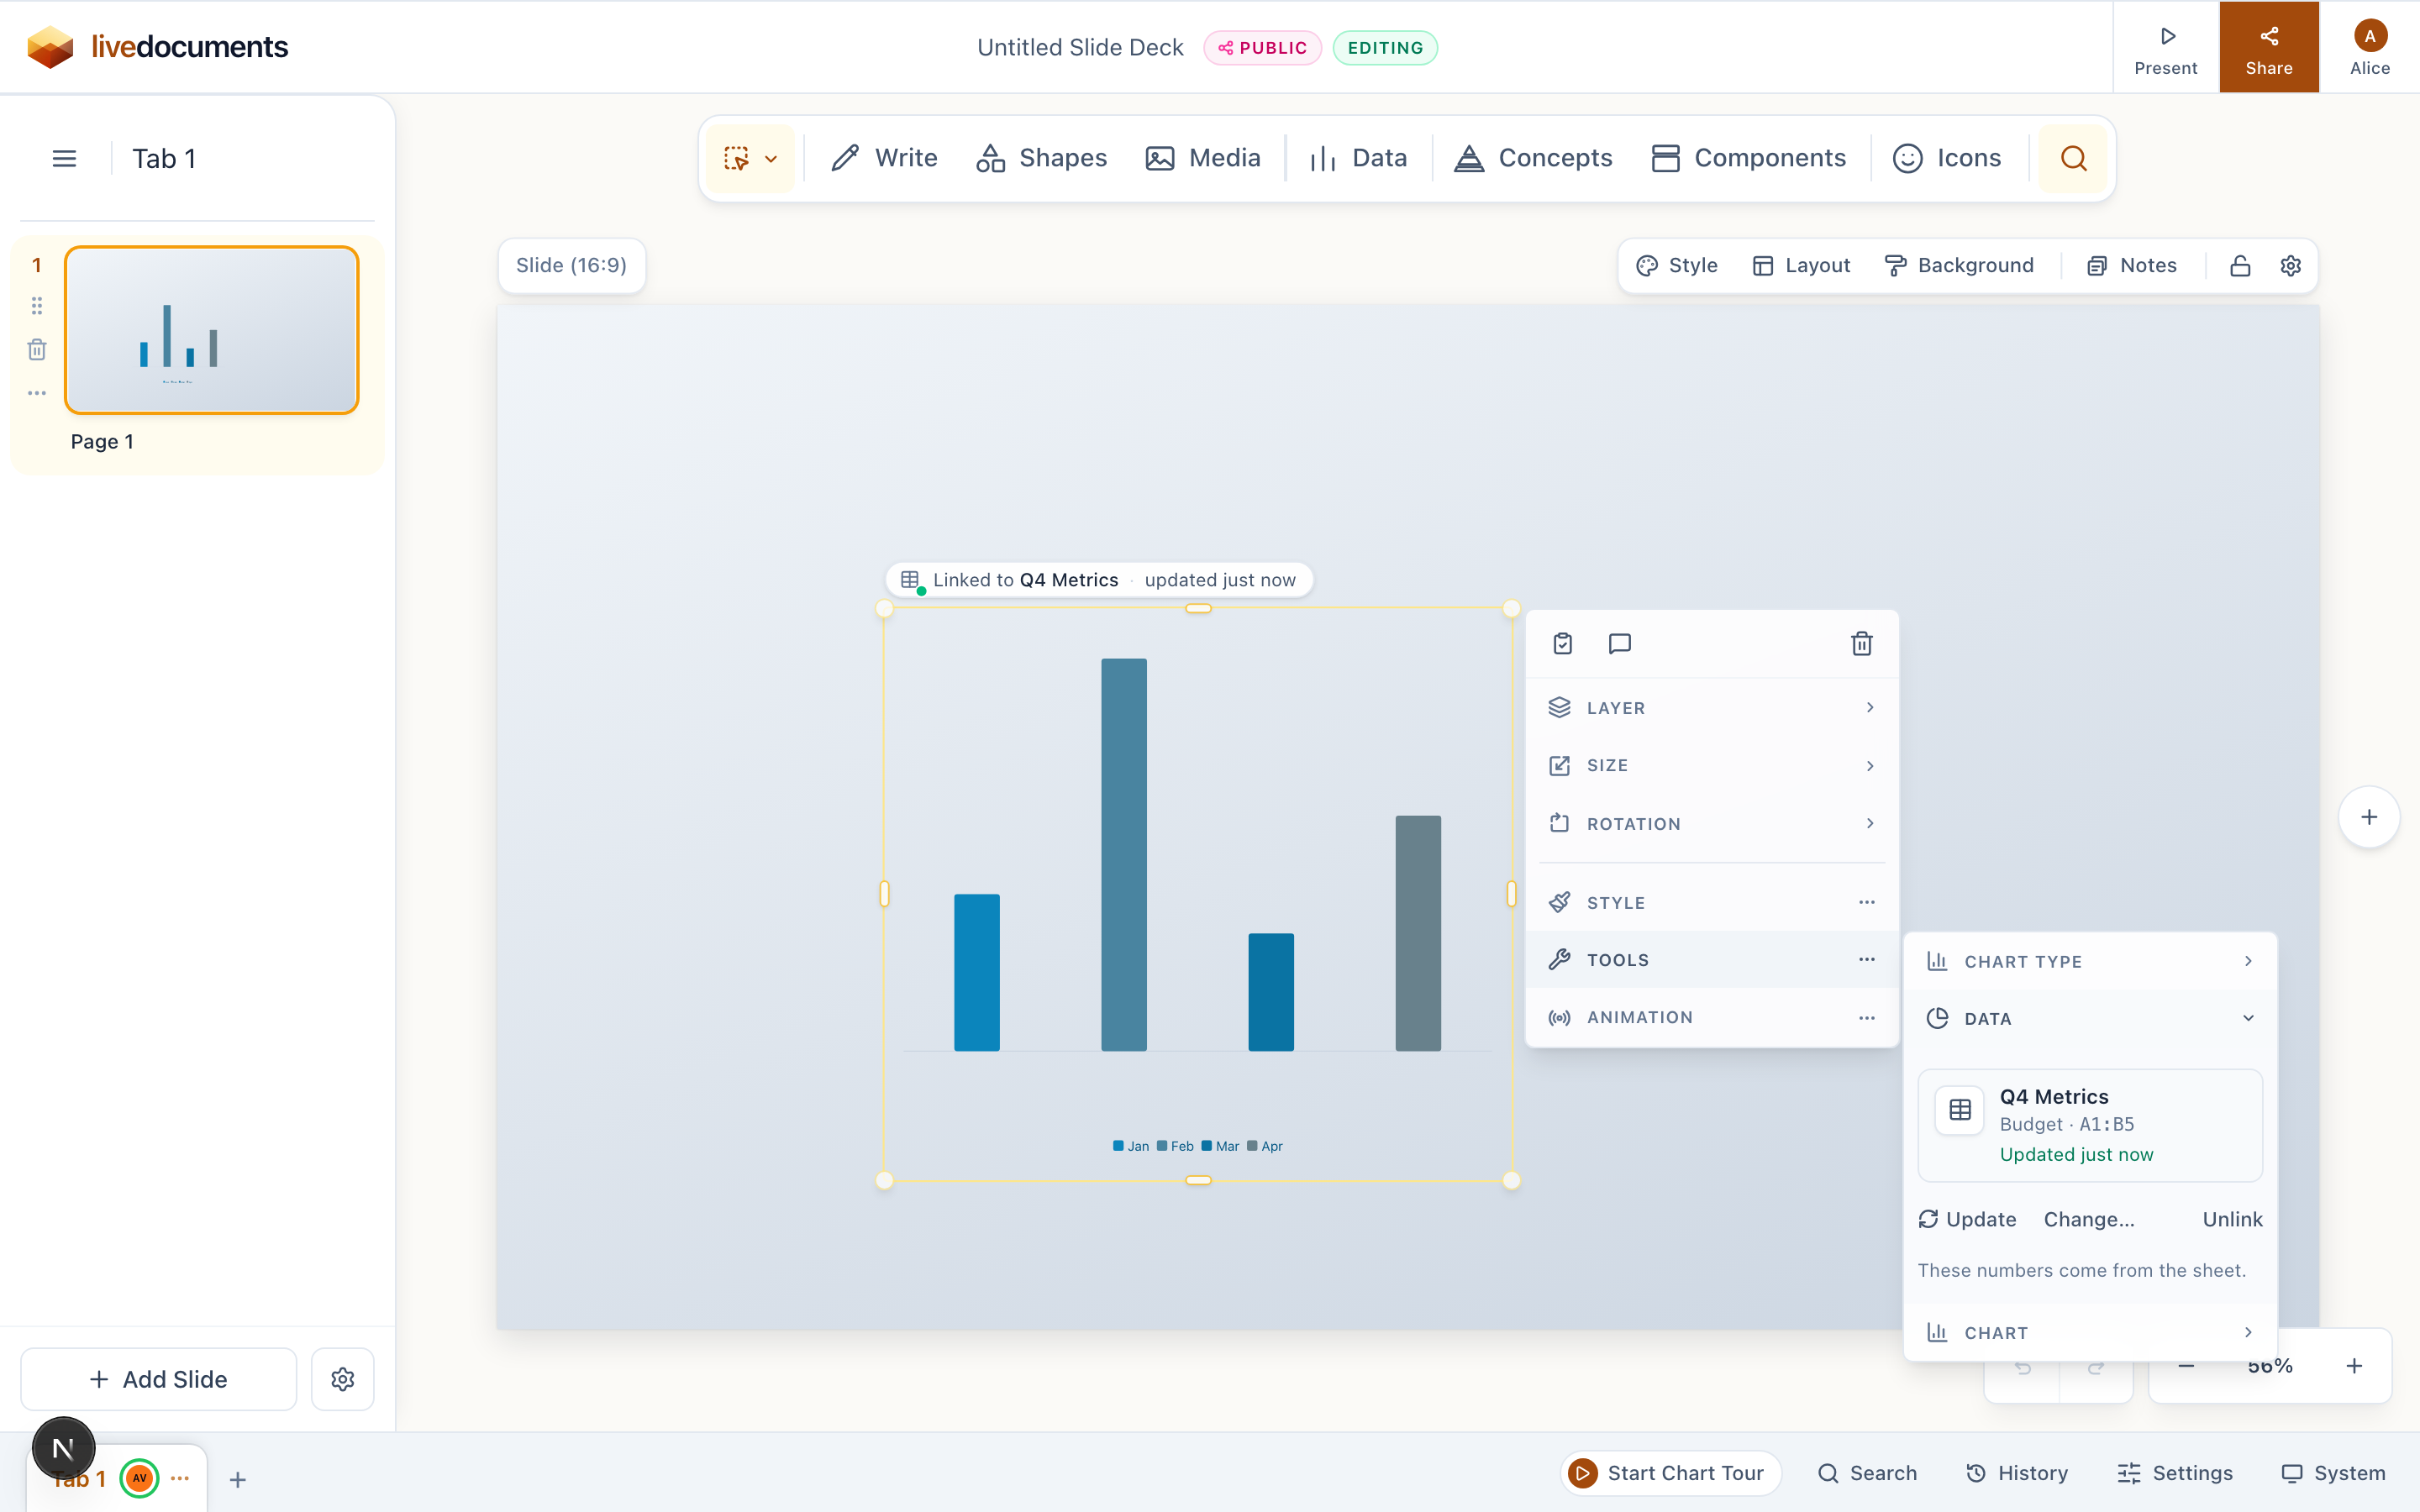 livedocuments
Untitled Slide Deck
PUBLIC
EDITING
Present
Share
A
Alice
Tab 1
Write
Shapes
Media
Data
Concepts
Components
Icons
1
Page 1
Slide (16:9)
Style
Layout
Background
Notes
Linked to Q4 Metrics · updated just now
LAYER
SIZE
ROTATION
STYLE
TOOLS
ANIMATION
CHART TYPE
DATA
Q4 Metrics
Budget · A1:B5
Updated just now
Update
Change...
Unlink
These numbers come from the sheet.
CHART
Jan Feb Mar Apr
Add Slide
56%
N
Tab 1
AV
Start Chart Tour
Search
History
Settings
System